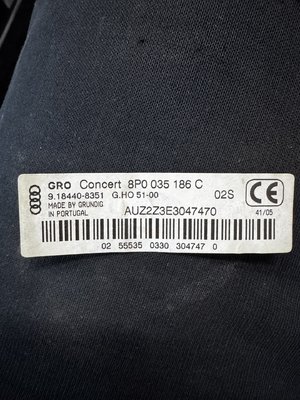 GRO Concert 8P0 035 186 C
9.18440-8351 G.HO 51-00 02S
MADE BY GRUNDIG
IN PORTUGAL
AUZ2Z3E3047470
CE
41/05
02 55535 0330 304747 0